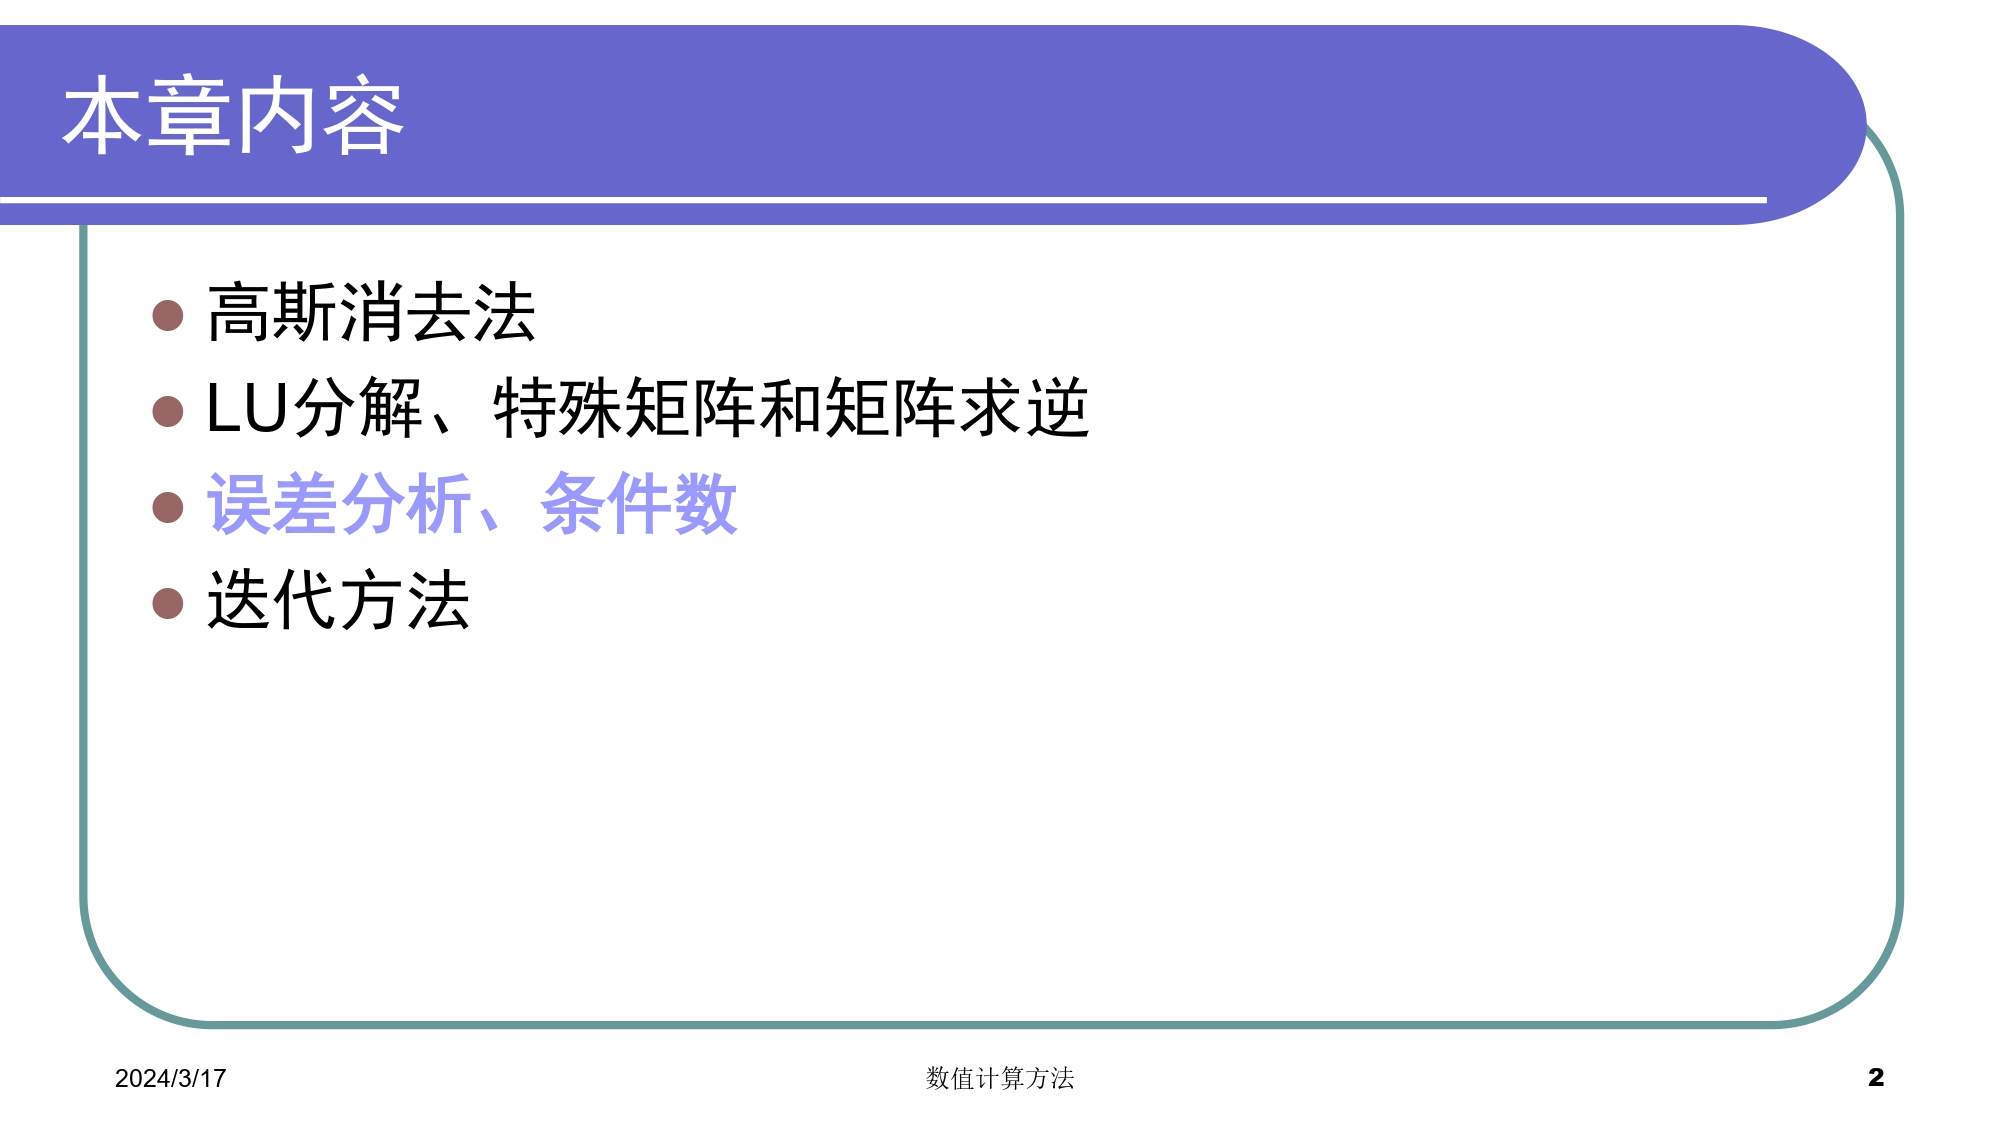 本章内容
高斯消去法
LU分解、特殊矩阵和矩阵求逆
误差分析、条件数
迭代方法
2024/3/17
数值计算方法
2